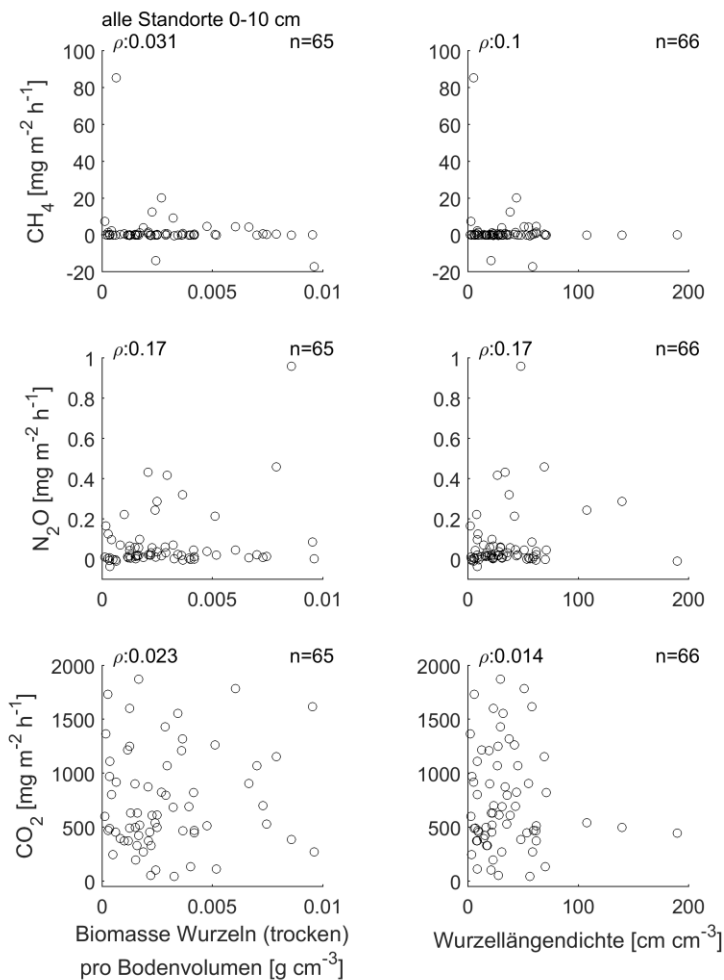 alle Standorte 0-10 cm
ρ:0.031 n=65
ρ:0.1 n=66
100
80
60
40
20
0
-20
CH₄ [mg m⁻² h⁻¹]
0 0.005 0.01
100
80
60
40
20
0
-20
0 100 200
ρ:0.17 n=65
ρ:0.17 n=66
1
0.8
0.6
0.4
0.2
0
N₂O [mg m⁻² h⁻¹]
0 0.005 0.01
1
0.8
0.6
0.4
0.2
0
0 100 200
ρ:0.023 n=65
ρ:0.014 n=66
2000
1500
1000
500
0
CO₂ [mg m⁻² h⁻¹]
0 0.005 0.01
2000
1500
1000
500
0
0 100 200
Biomasse Wurzeln (trocken)
pro Bodenvolumen [g cm⁻³]
Wurzellängendichte [cm cm⁻³]